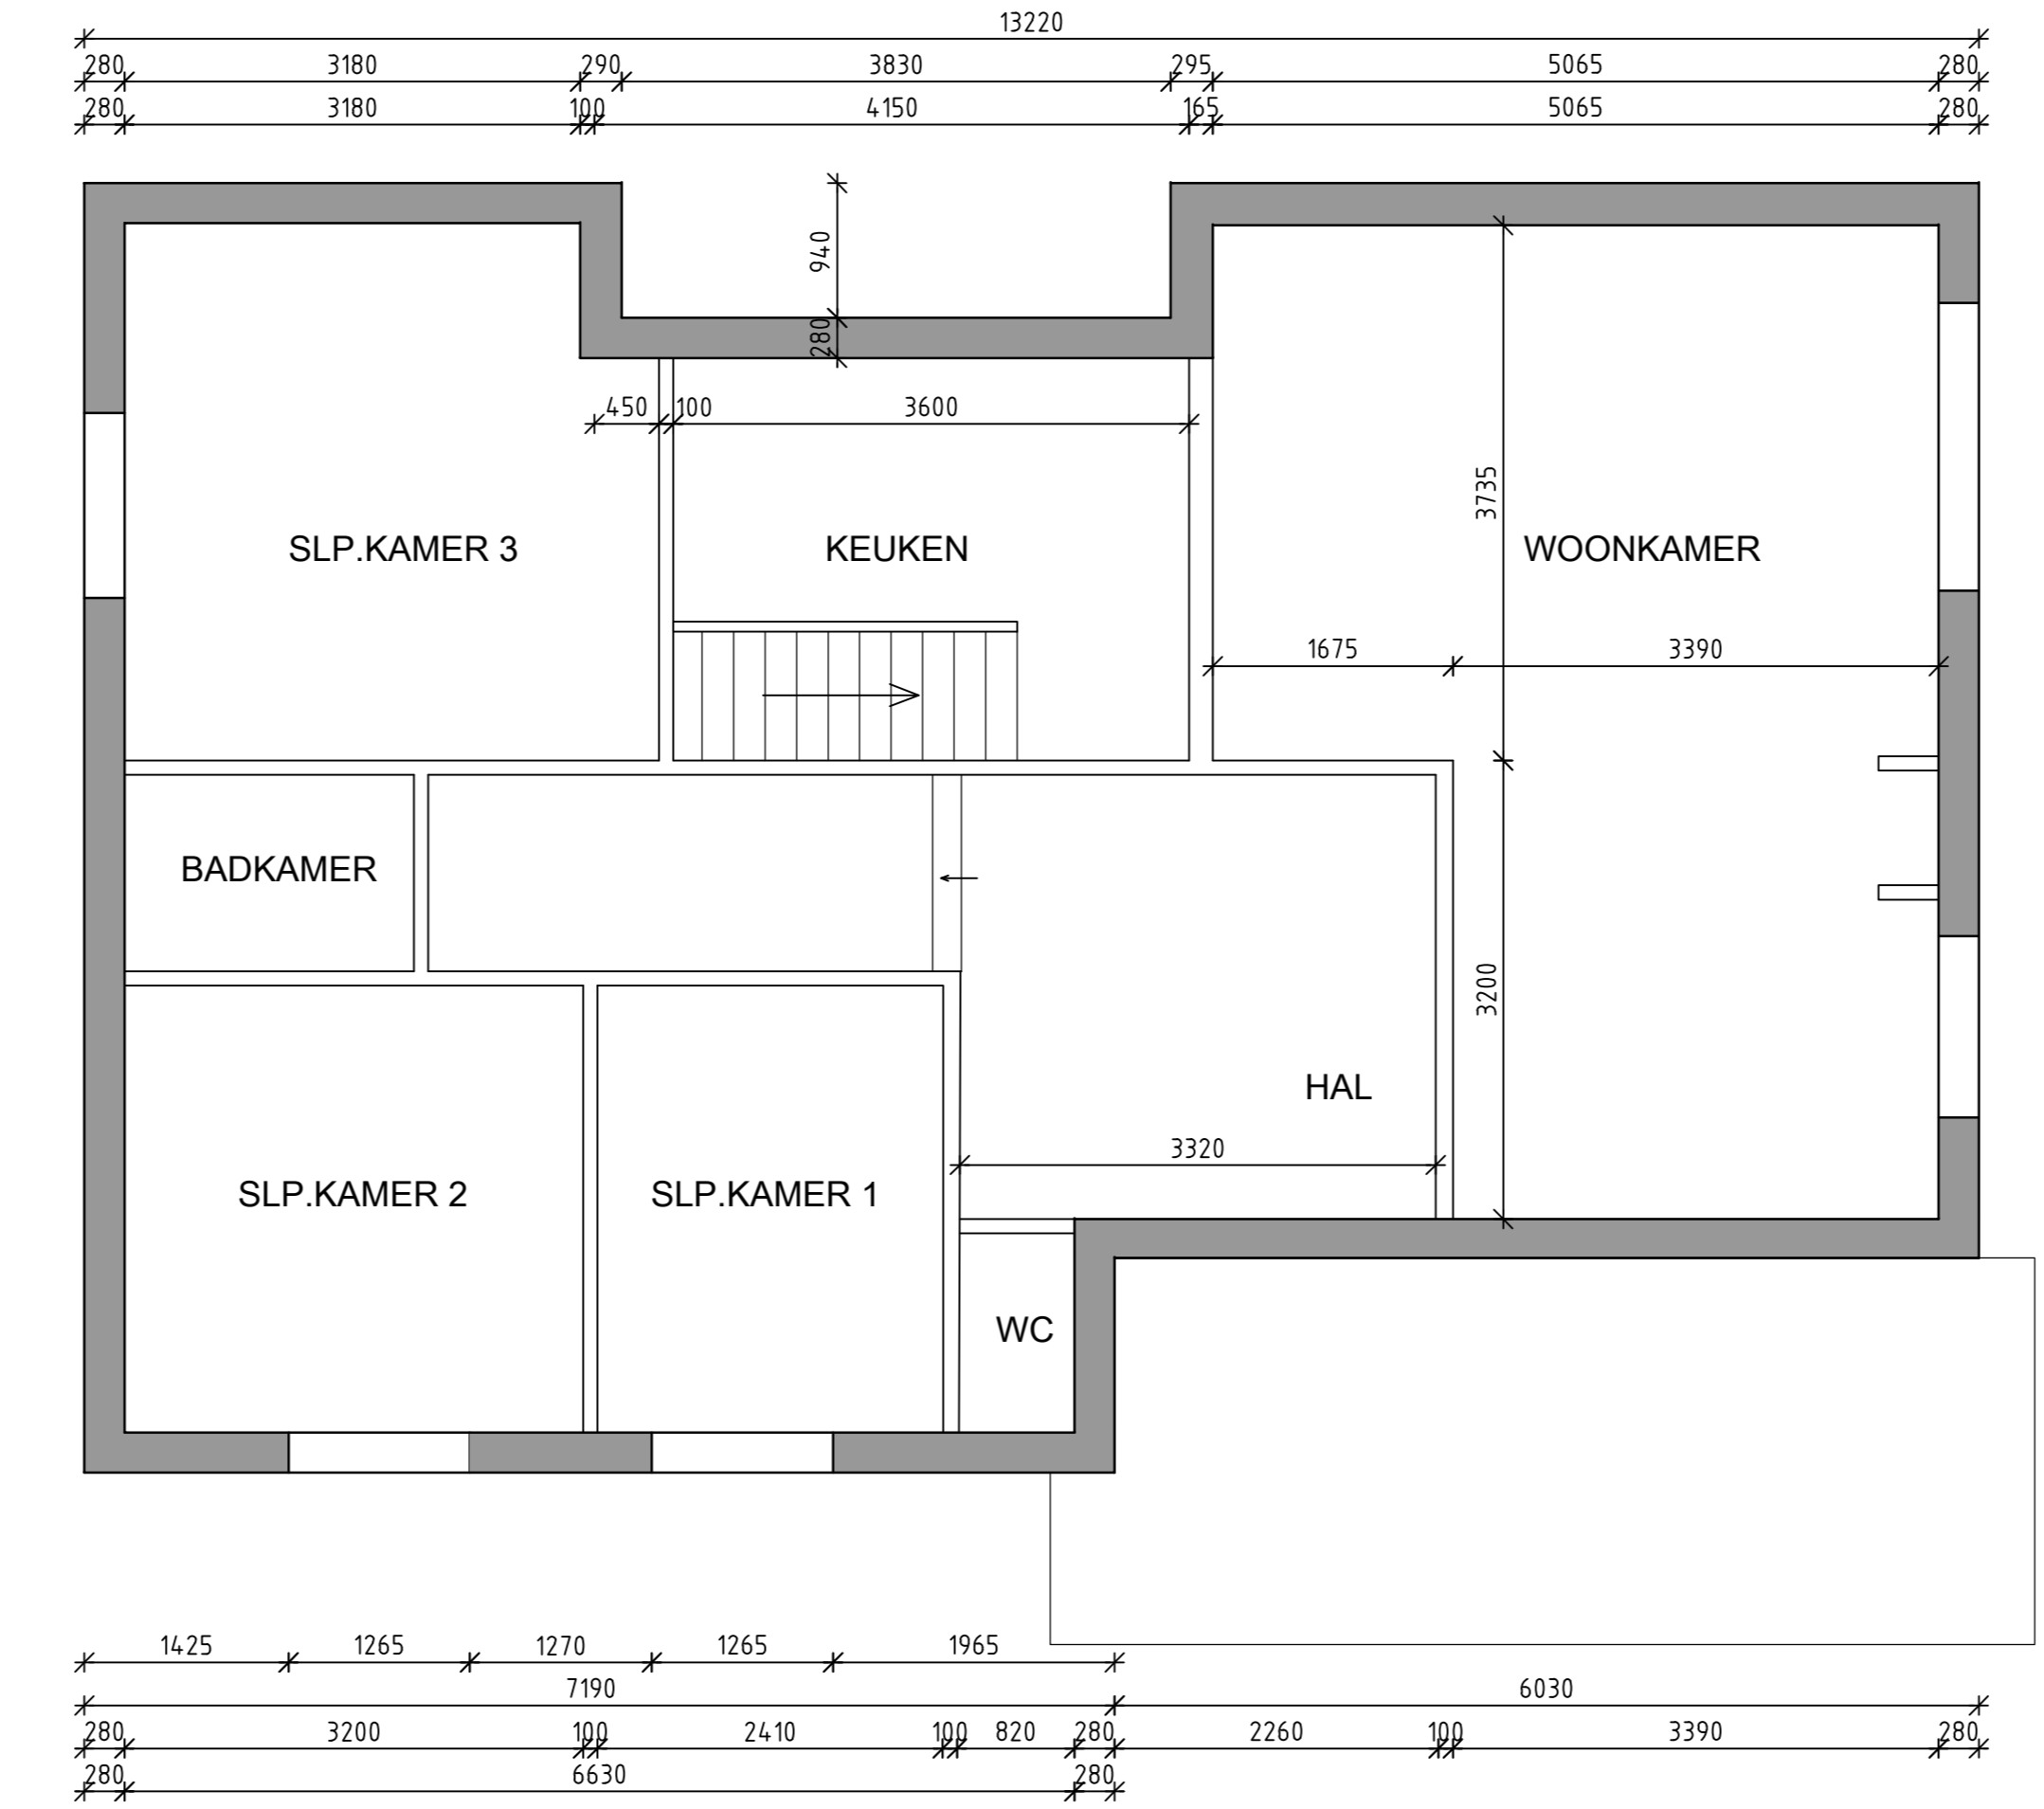 13220
280 3180 290 3830 295 5065 280
280 3180 100 4150 165 5065 280
940
280
450 100 3600
3735
SLP.KAMER 3 KEUKEN WOONKAMER
1675 3390
BADKAMER
3200
HAL
3320
SLP.KAMER 2 SLP.KAMER 1
WC
1425 1265 1270 1265 1965
7190 6030
280 3200 100 2410 100 820 280 2260 100 3390 280
280 6630 280